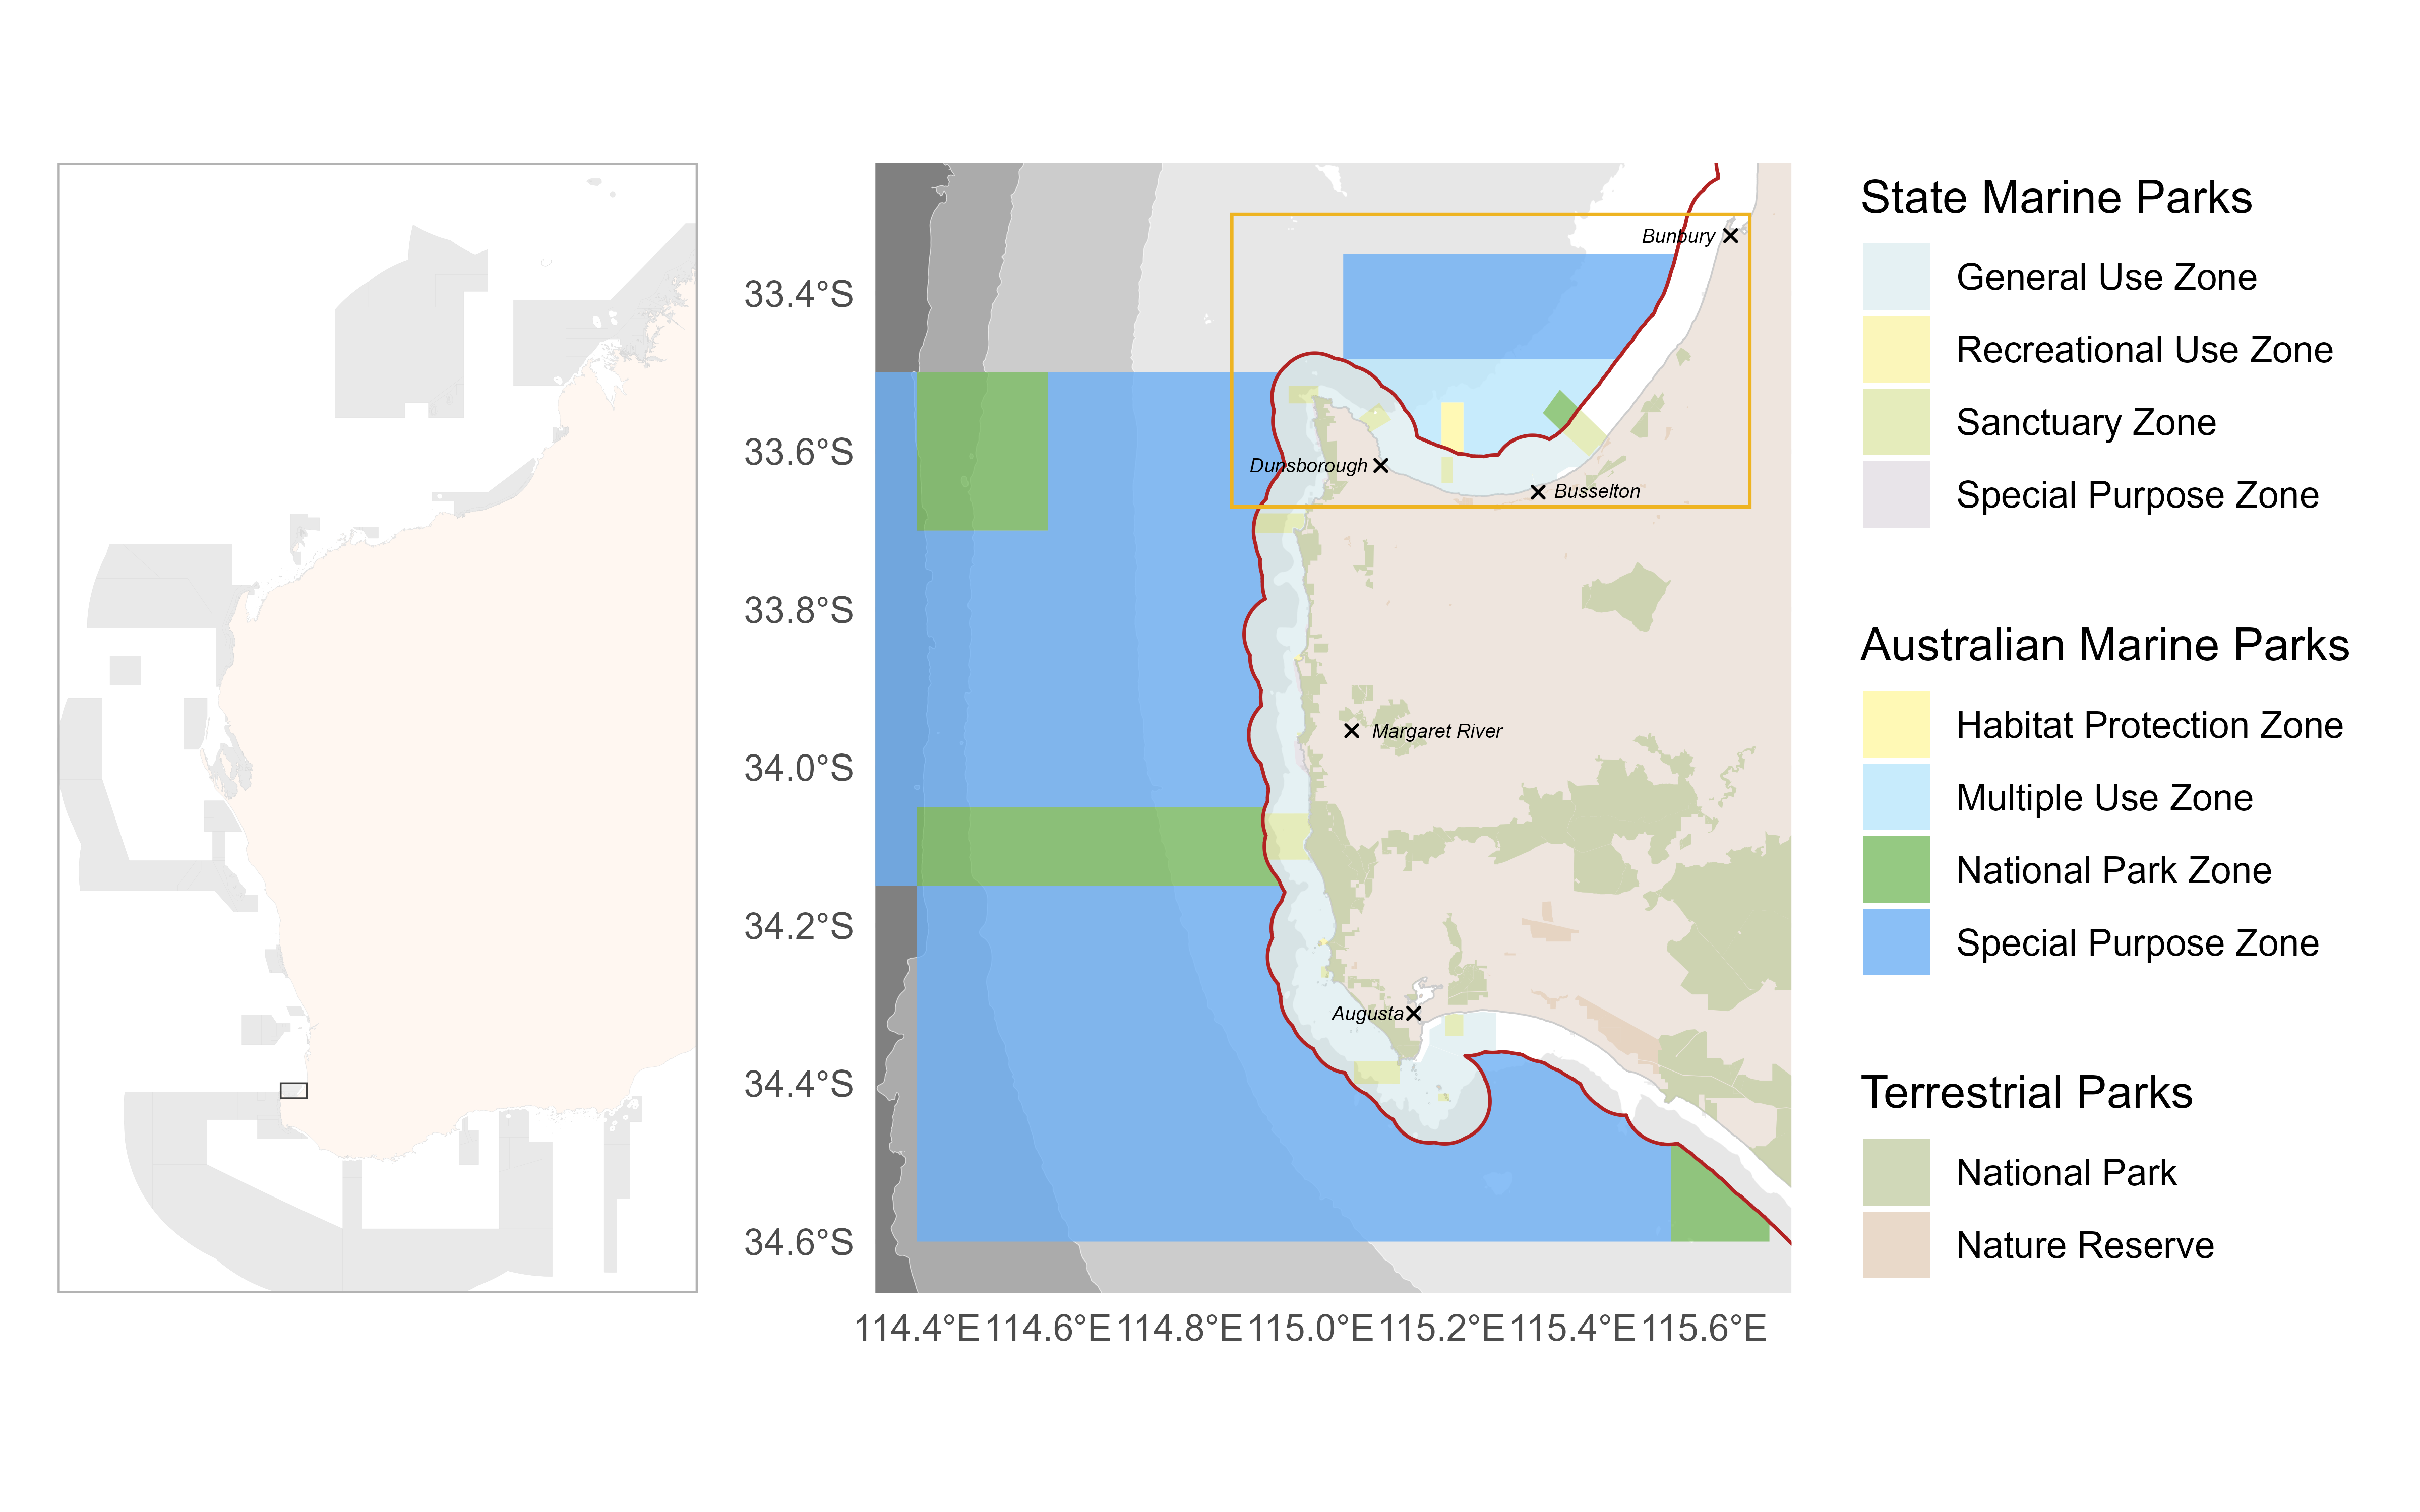 33.4°S
33.6°S
33.8°S
34.0°S
34.2°S
34.4°S
34.6°S
114.4°E 114.6°E 114.8°E 115.0°E 115.2°E 115.4°E 115.6°E
Bunbury
Dunsborough
Busselton
Margaret River
Augusta
State Marine Parks
General Use Zone
Recreational Use Zone
Sanctuary Zone
Special Purpose Zone
Australian Marine Parks
Habitat Protection Zone
Multiple Use Zone
National Park Zone
Special Purpose Zone
Terrestrial Parks
National Park
Nature Reserve